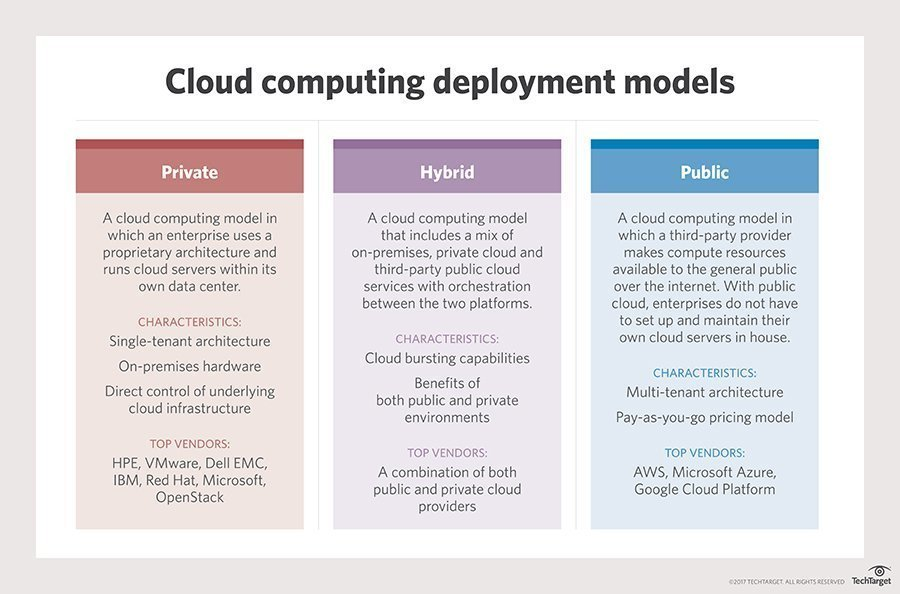 Cloud computing deployment models
Private
A cloud computing model in
which an enterprise uses a
proprietary architecture and
runs cloud servers within its
own data center.
CHARACTERISTICS:
Single-tenant architecture
On-premises hardware
Direct control of underlying
cloud infrastructure
TOP VENDORS:
HPE, VMware, Dell EMC,
IBM, Red Hat, Microsoft,
OpenStack
Hybrid
A cloud computing model
that includes a mix of
on-premises, private cloud and
third-party public cloud
services with orchestration
between the two platforms.
CHARACTERISTICS:
Cloud bursting capabilities
Benefits of
both public and private
environments
TOP VENDORS:
A combination of both
public and private cloud
providers
Public
A cloud computing model in
which a third-party provider
makes compute resources
available to the general public
over the internet. With public
cloud, enterprises do not have
to set up and maintain their
own cloud servers in house.
CHARACTERISTICS:
Multi-tenant architecture
Pay-as-you-go pricing model
TOP VENDORS:
AWS, Microsoft Azure,
Google Cloud Platform
©2017 TECHTARGET. ALL RIGHTS RESERVED
TechTarget